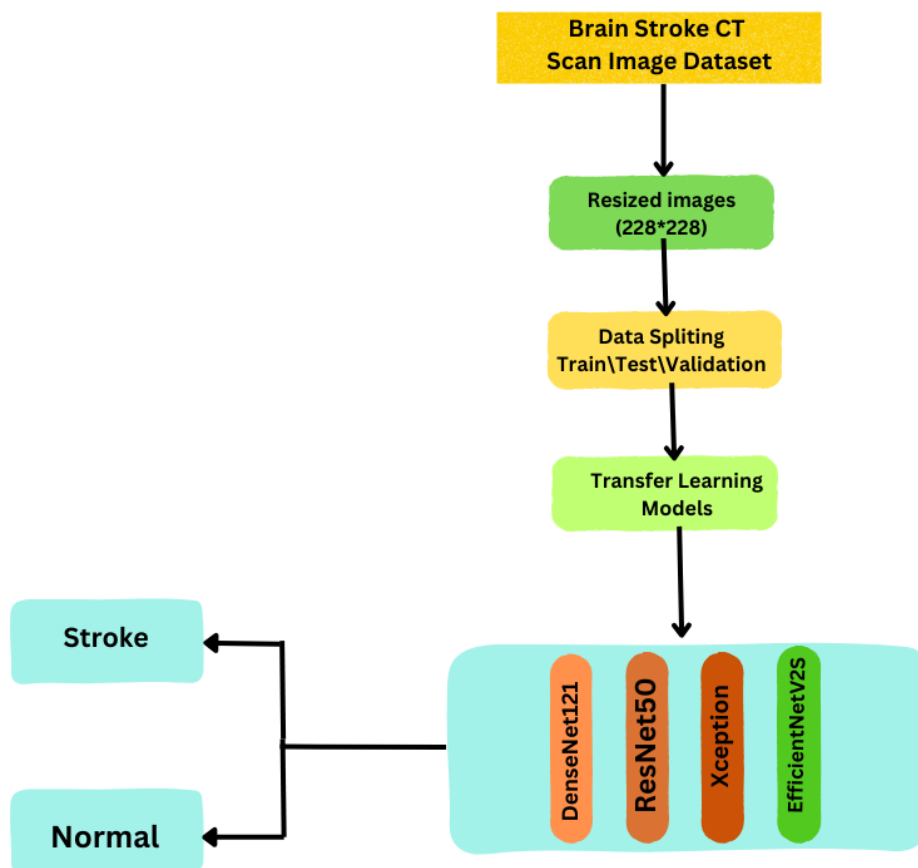 Brain Stroke CT
Scan Image Dataset
Resized images
(228*228)
Data Spliting
Train\Test\Validation
Transfer Learning
Models
DenseNet121
ResNet50
Xception
EfficientNetV2S
Stroke
Normal